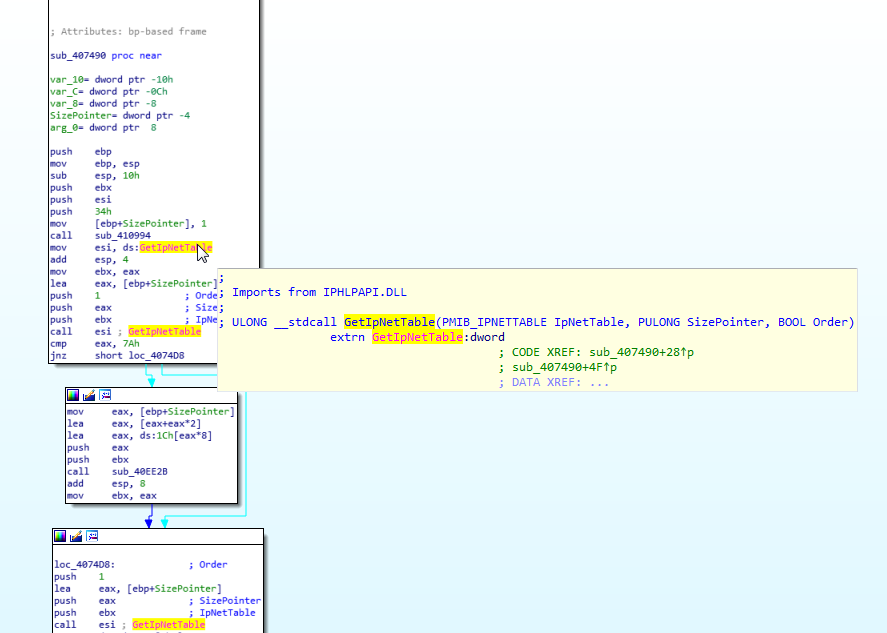 ; Attributes: bp-based frame
sub_407490 proc near
var_10= dword ptr -10h
var_C= dword ptr -0Ch
var_8= dword ptr -8
SizePointer= dword ptr -4
arg_0= dword ptr  8
push    ebp
mov     ebp, esp
sub     esp, 10h
push    ebx
push    esi
push    34h
mov     [ebp+SizePointer], 1
call    sub_410994
mov     esi, ds:GetIpNetTable
add     esp, 4
mov     ebx, eax
lea     eax, [ebp+SizePointer]
push    1               ; Orde
push    eax             ; Size
push    ebx             ; IpNe
call    esi ; GetIpNetTable
cmp     eax, 7Ah
jnz     short loc_4074D8
;
; Imports from IPHLPAPI.DLL
;
; ULONG __stdcall GetIpNetTable(PMIB_IPNETTABLE IpNetTable, PULONG SizePointer, BOOL Order)
extrn GetIpNetTable:dword
; CODE XREF: sub_407490+28↑p
; sub_407490+4F↑p
; DATA XREF: ...
mov     eax, [ebp+SizePointer]
lea     eax, [eax+eax*2]
lea     eax, ds:1Ch[eax*8]
push    eax
push    ebx
call    sub_40EE2B
add     esp, 8
mov     ebx, eax
loc_4074D8:             ; Order
push    1
lea     eax, [ebp+SizePointer]
push    eax             ; SizePointer
push    ebx             ; IpNetTable
call    esi ; GetIpNetTable